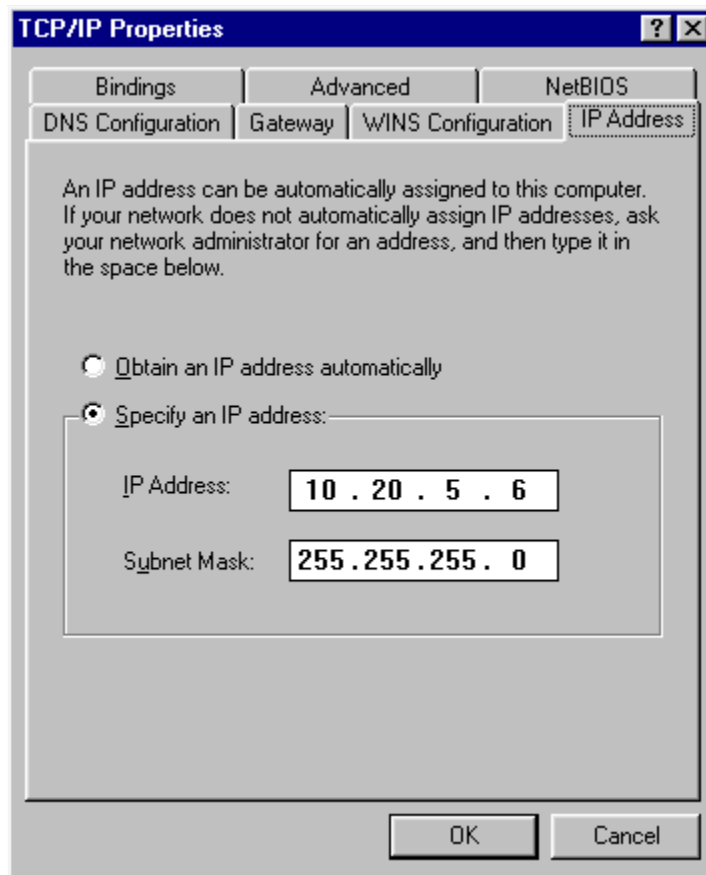 TCP/IP Properties
? X
Bindings Advanced NetBIOS
DNS Configuration Gateway WINS Configuration IP Address
An IP address can be automatically assigned to this computer.
If your network does not automatically assign IP addresses, ask
your network administrator for an address, and then type it in
the space below.
Obtain an IP address automatically
Specify an IP address:
IP Address: 10 . 20 . 5 . 6
Subnet Mask: 255.255.255. 0
OK Cancel